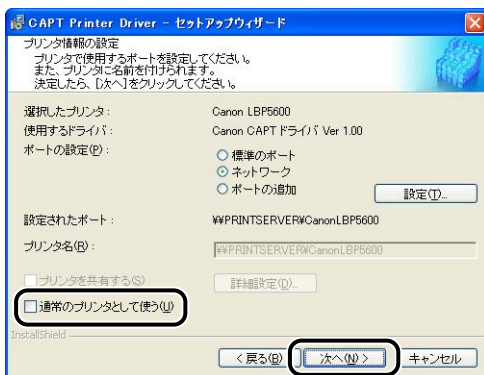 CAPT Printer Driver - セットアップウィザード
プリンタ情報の設定
プリンタで使用するポートを設定してください。
また、プリンタに名前を付けられます。
決定したら、[次へ]をクリックしてください。
選択したプリンタ: Canon LBP5600
使用するドライバ: Canon CAPT ドライバ Ver 1.00
ポートの設定(P): 標準のポート
ネットワーク
ポートの追加 設定(T)...
設定されたポート: ¥¥PRINTSERVER¥CanonLBP5600
プリンタ名(R): ¥¥PRINTSERVER¥CanonLBP5600
プリンタを共有する(S) 詳細設定(D)...
通常のプリンタとして使う(U)
InstallShield
< 戻る(B) 次へ(N) > キャンセル